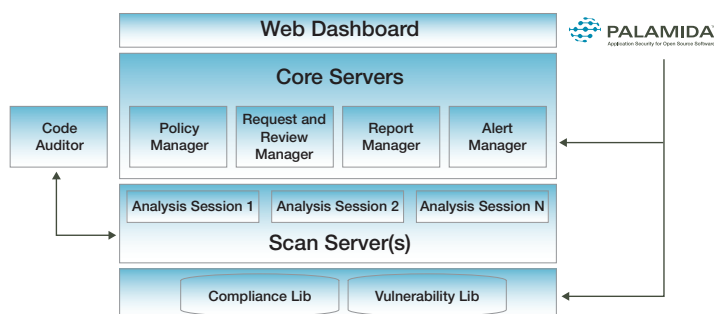 Web Dashboard
PALAMIDA
Application Security for Open Source Software
Core Servers
Code
Auditor
Policy
Manager
Request and
Review
Manager
Report
Manager
Alert
Manager
Analysis Session 1
Analysis Session 2
Analysis Session N
Scan Server(s)
Compliance Lib
Vulnerability Lib